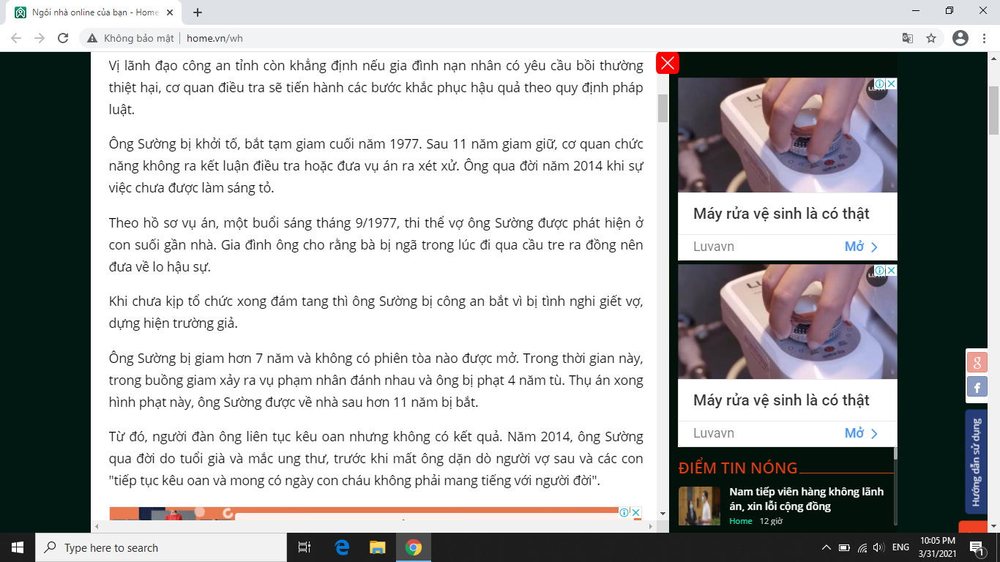 Ngôi nhà online của bạn - Home
Không bảo mật
home.vn/wh
Vị lãnh đạo công an tỉnh còn khẳng định nếu gia đình nạn nhân có yêu cầu bồi thường
thiệt hại, cơ quan điều tra sẽ tiến hành các bước khắc phục hậu quả theo quy định pháp
luật.
Ông Sường bị khởi tố, bắt tạm giam cuối năm 1977. Sau 11 năm giam giữ, cơ quan chức
năng không ra kết luận điều tra hoặc đưa vụ án ra xét xử. Ông qua đời năm 2014 khi sự
việc chưa được làm sáng tỏ.
Theo hồ sơ vụ án, một buổi sáng tháng 9/1977, thi thể vợ ông Sường được phát hiện ở
con suối gần nhà. Gia đình ông cho rằng bà bị ngã trong lúc đi qua cầu tre ra đồng nên
đưa về lo hậu sự.
Khi chưa kịp tổ chức xong đám tang thì ông Sường bị công an bắt vì bị tình nghi giết vợ,
dựng hiện trường giả.
Ông Sường bị giam hơn 7 năm và không có phiên tòa nào được mở. Trong thời gian này,
trong buồng giam xảy ra vụ phạm nhân đánh nhau và ông bị phạt 4 năm tù. Thụ án xong
hình phạt này, ông Sường được về nhà sau hơn 11 năm bị bắt.
Từ đó, người đàn ông liên tục kêu oan nhưng không có kết quả. Năm 2014, ông Sường
qua đời do tuổi già và mắc ung thư, trước khi mất ông dặn dò người vợ sau và các con
"tiếp tục kêu oan và mong có ngày con cháu không phải mang tiếng với người đời".
Máy rửa vệ sinh là có thật
Luvavn
Mở
Máy rửa vệ sinh là có thật
Luvavn
Mở
ĐIỂM TIN NÓNG
Nam tiếp viên hàng không lãnh
án, xin lỗi cộng đồng
Home 12 giờ
Hướng dẫn sử dụng
Type here to search
ENG
10:05 PM
3/31/2021
1